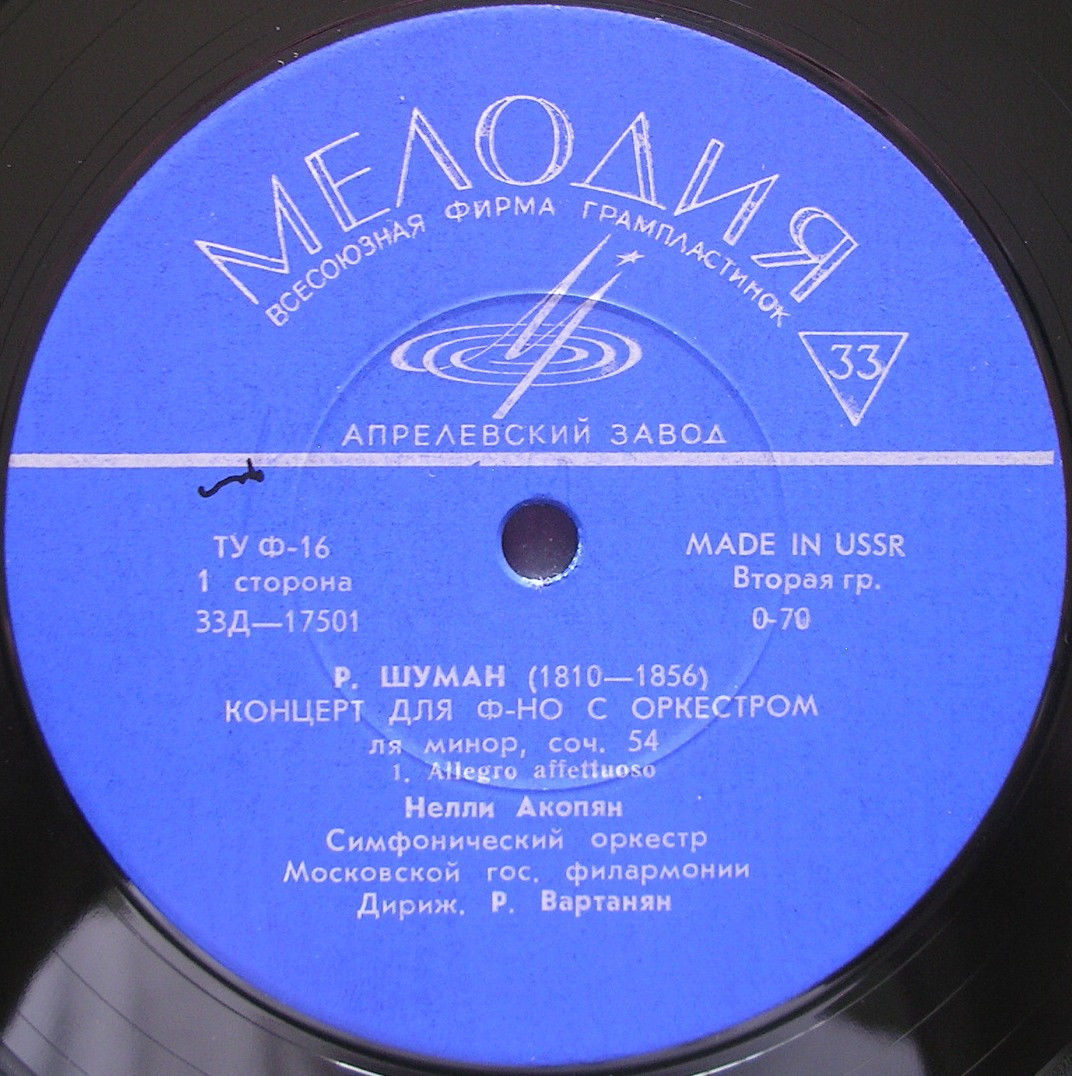 МЕЛОДИЯ
ВСЕСОЮЗНАЯ ФИРМА ГРАМПЛАСТИНОК
33
АПРЕЛЕВСКИЙ ЗАВОД
ТУ Ф-16
1 сторона
33Д—17501
MADE IN USSR
Вторая гр.
0-70
Р. ШУМАН (1810—1856)
КОНЦЕРТ ДЛЯ Ф-НО С ОРКЕСТРОМ
ля минор, соч. 54
1. Allegro affettuoso
Нелли Акопян
Симфонический оркестр
Московской гос. филармонии
Дириж. Р. Вартанян